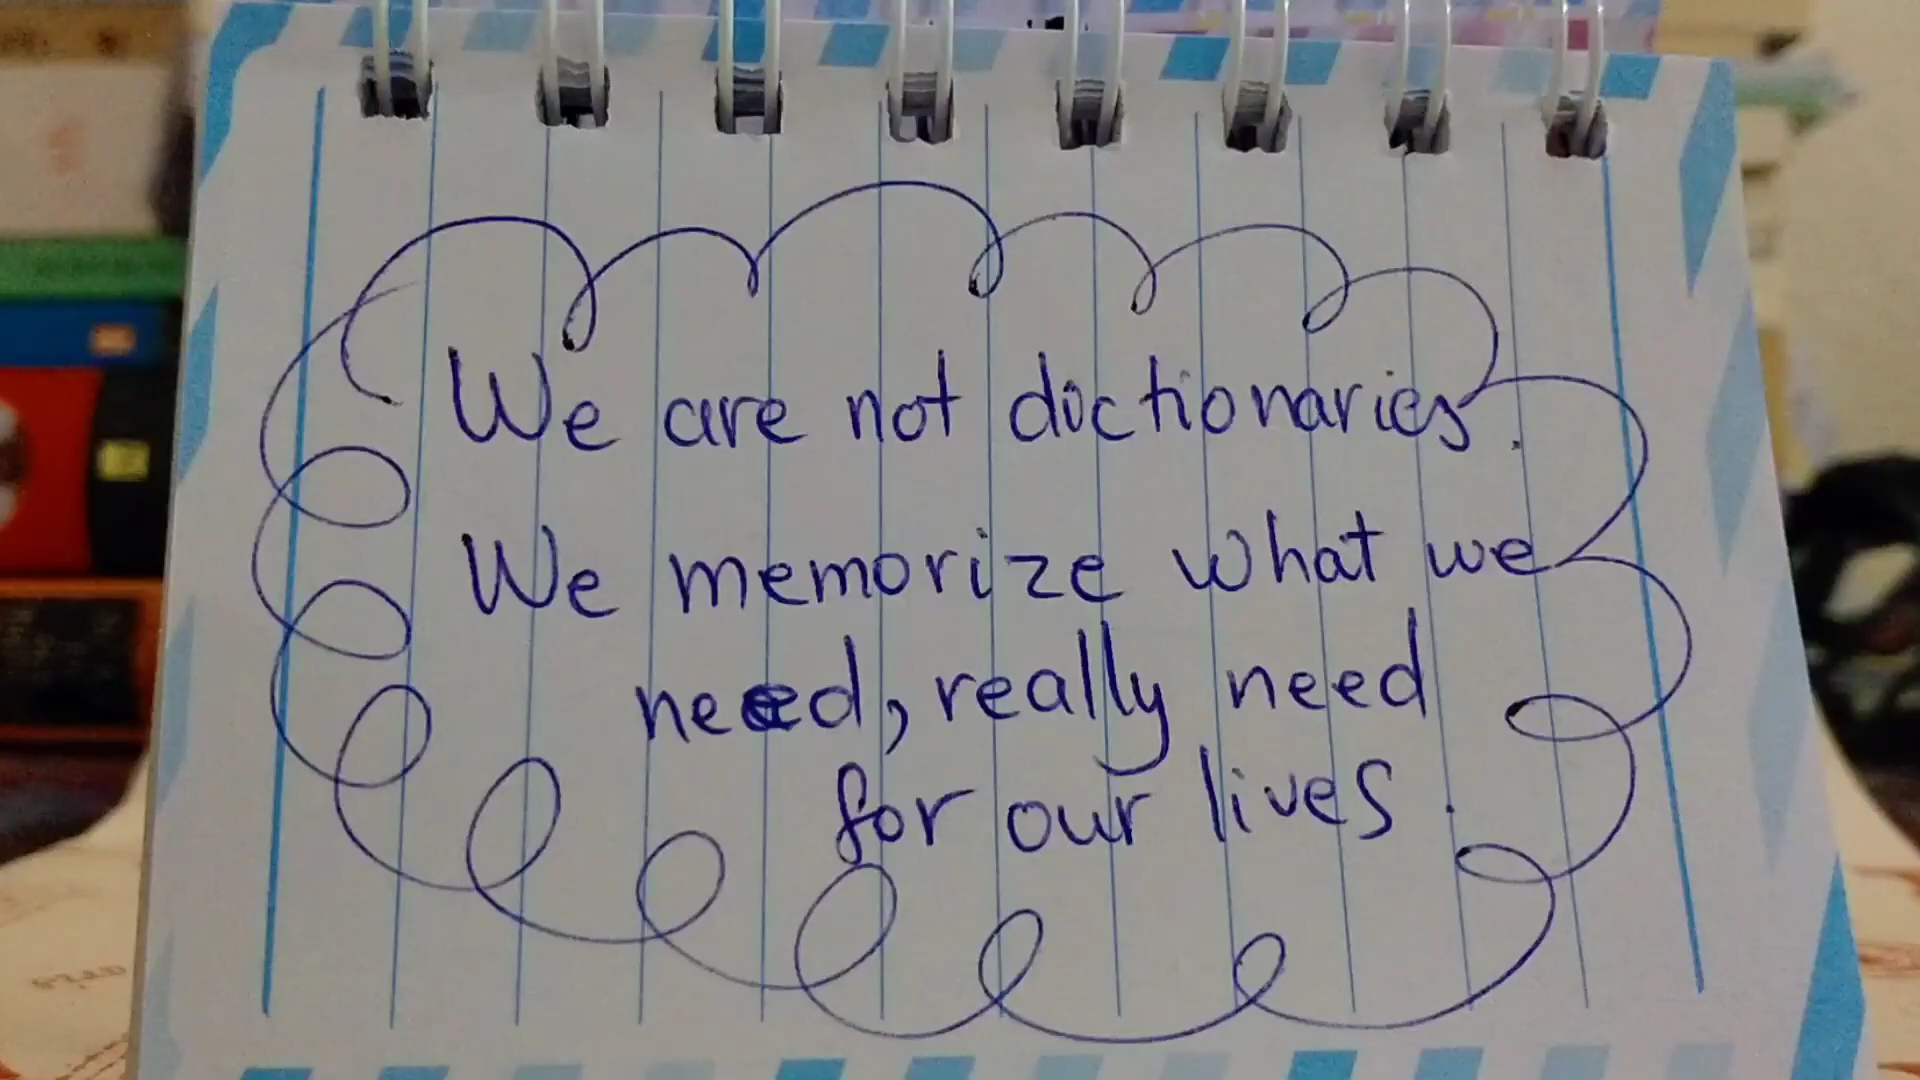 We are not dictionaries.
We memorize what we
need, really need
for our lives.